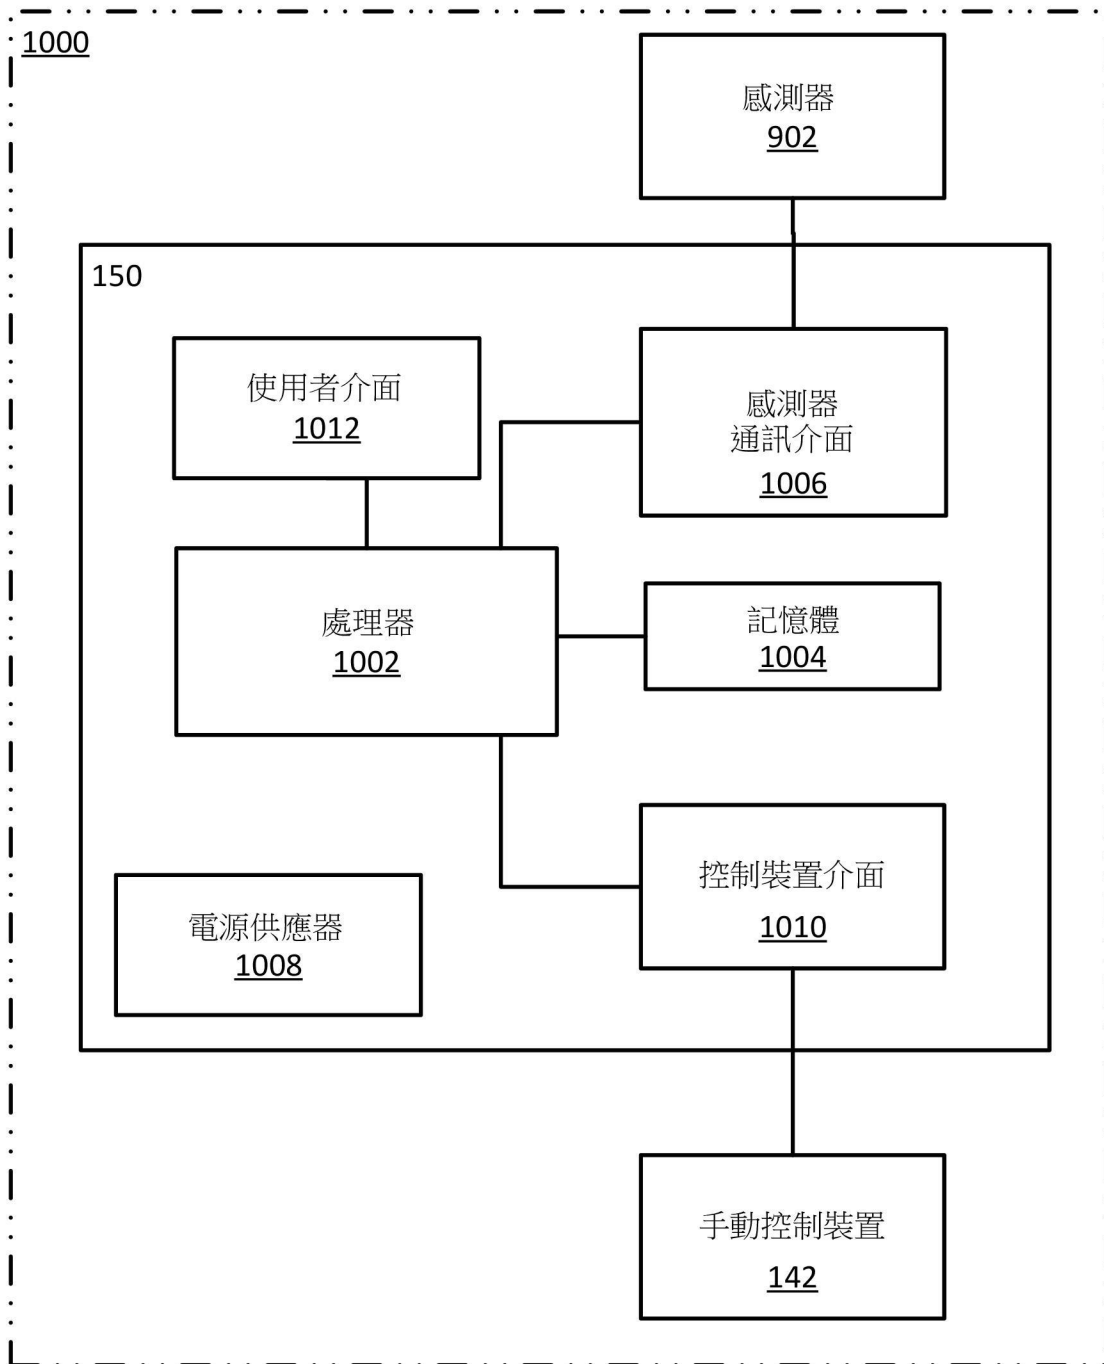 1000
感測器
902
150
使用者介面
1012
感測器
通訊介面
1006
處理器
1002
記憶體
1004
控制裝置介面
1010
電源供應器
1008
手動控制裝置
142